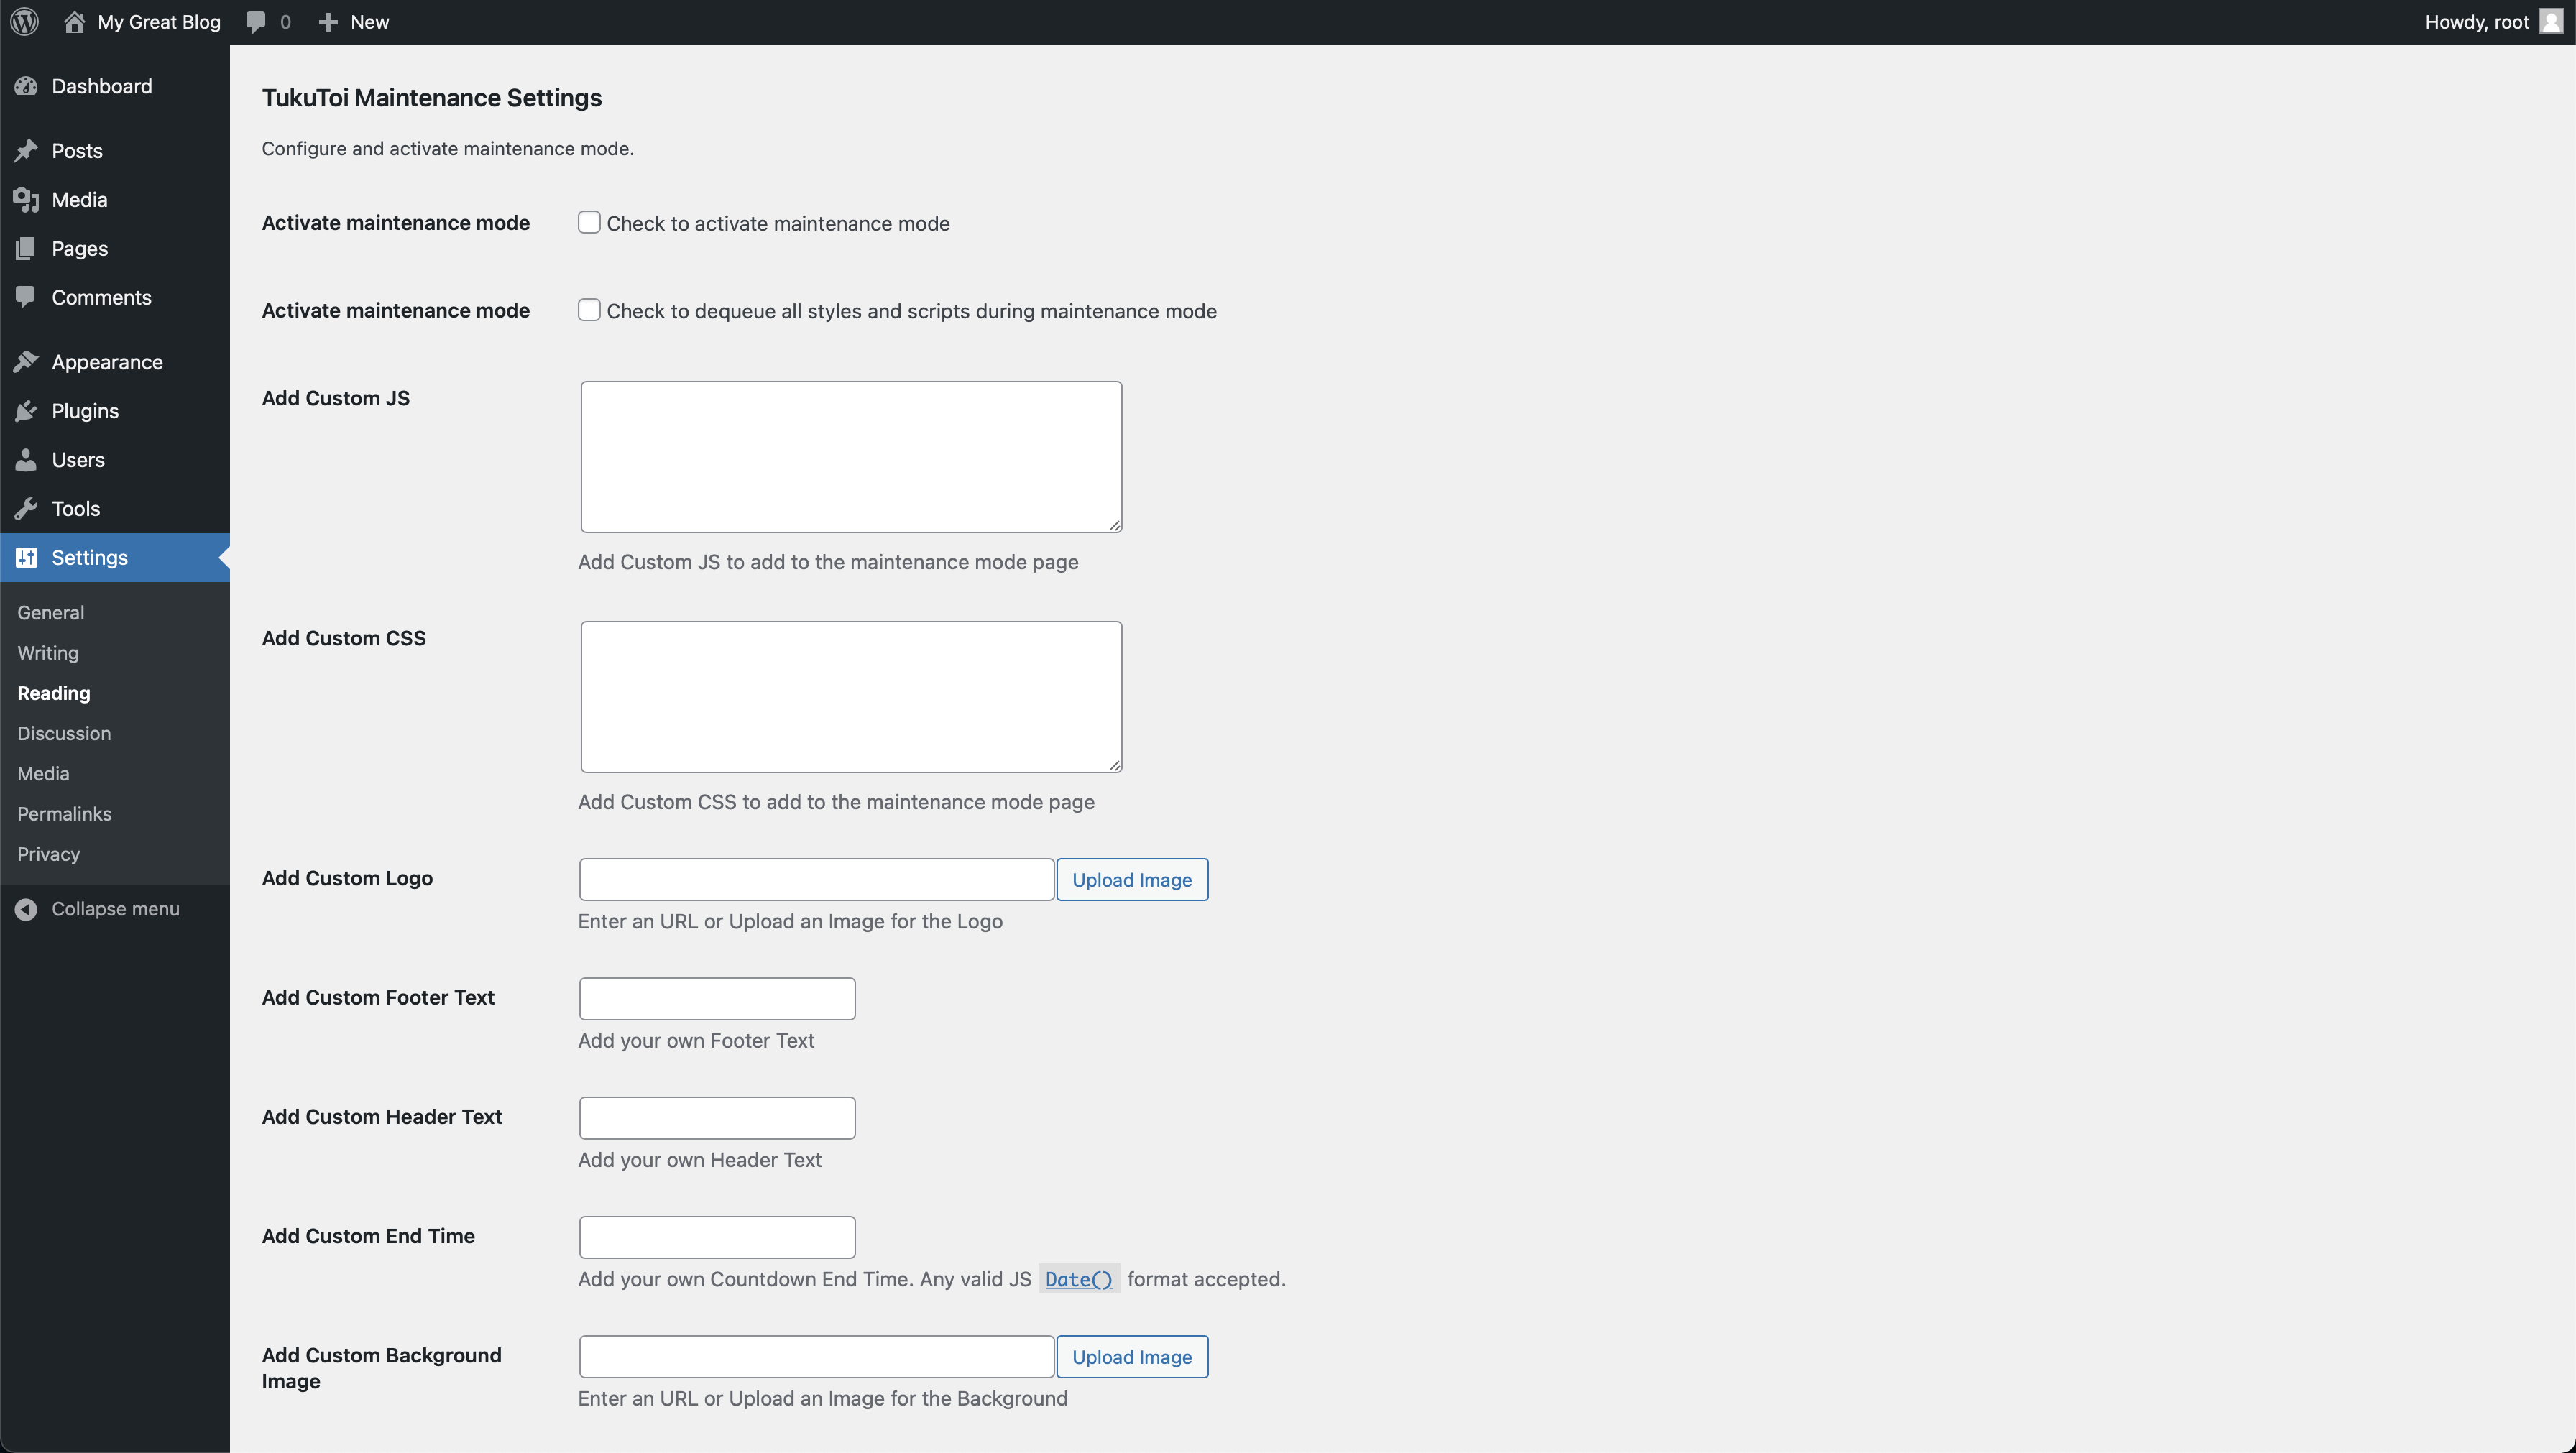 My Great Blog
0
New
Howdy, root
Dashboard
Posts
Media
Pages
Comments
Appearance
Plugins
Users
Tools
Settings
General
Writing
Reading
Discussion
Media
Permalinks
Privacy
Collapse menu
TukuToi Maintenance Settings
Configure and activate maintenance mode.
Activate maintenance mode
Check to activate maintenance mode
Activate maintenance mode
Check to dequeue all styles and scripts during maintenance mode
Add Custom JS
Add Custom JS to add to the maintenance mode page
Add Custom CSS
Add Custom CSS to add to the maintenance mode page
Add Custom Logo
Upload Image
Enter an URL or Upload an Image for the Logo
Add Custom Footer Text
Add your own Footer Text
Add Custom Header Text
Add your own Header Text
Add Custom End Time
Add your own Countdown End Time. Any valid JS Date() format accepted.
Add Custom Background
Image
Upload Image
Enter an URL or Upload an Image for the Background